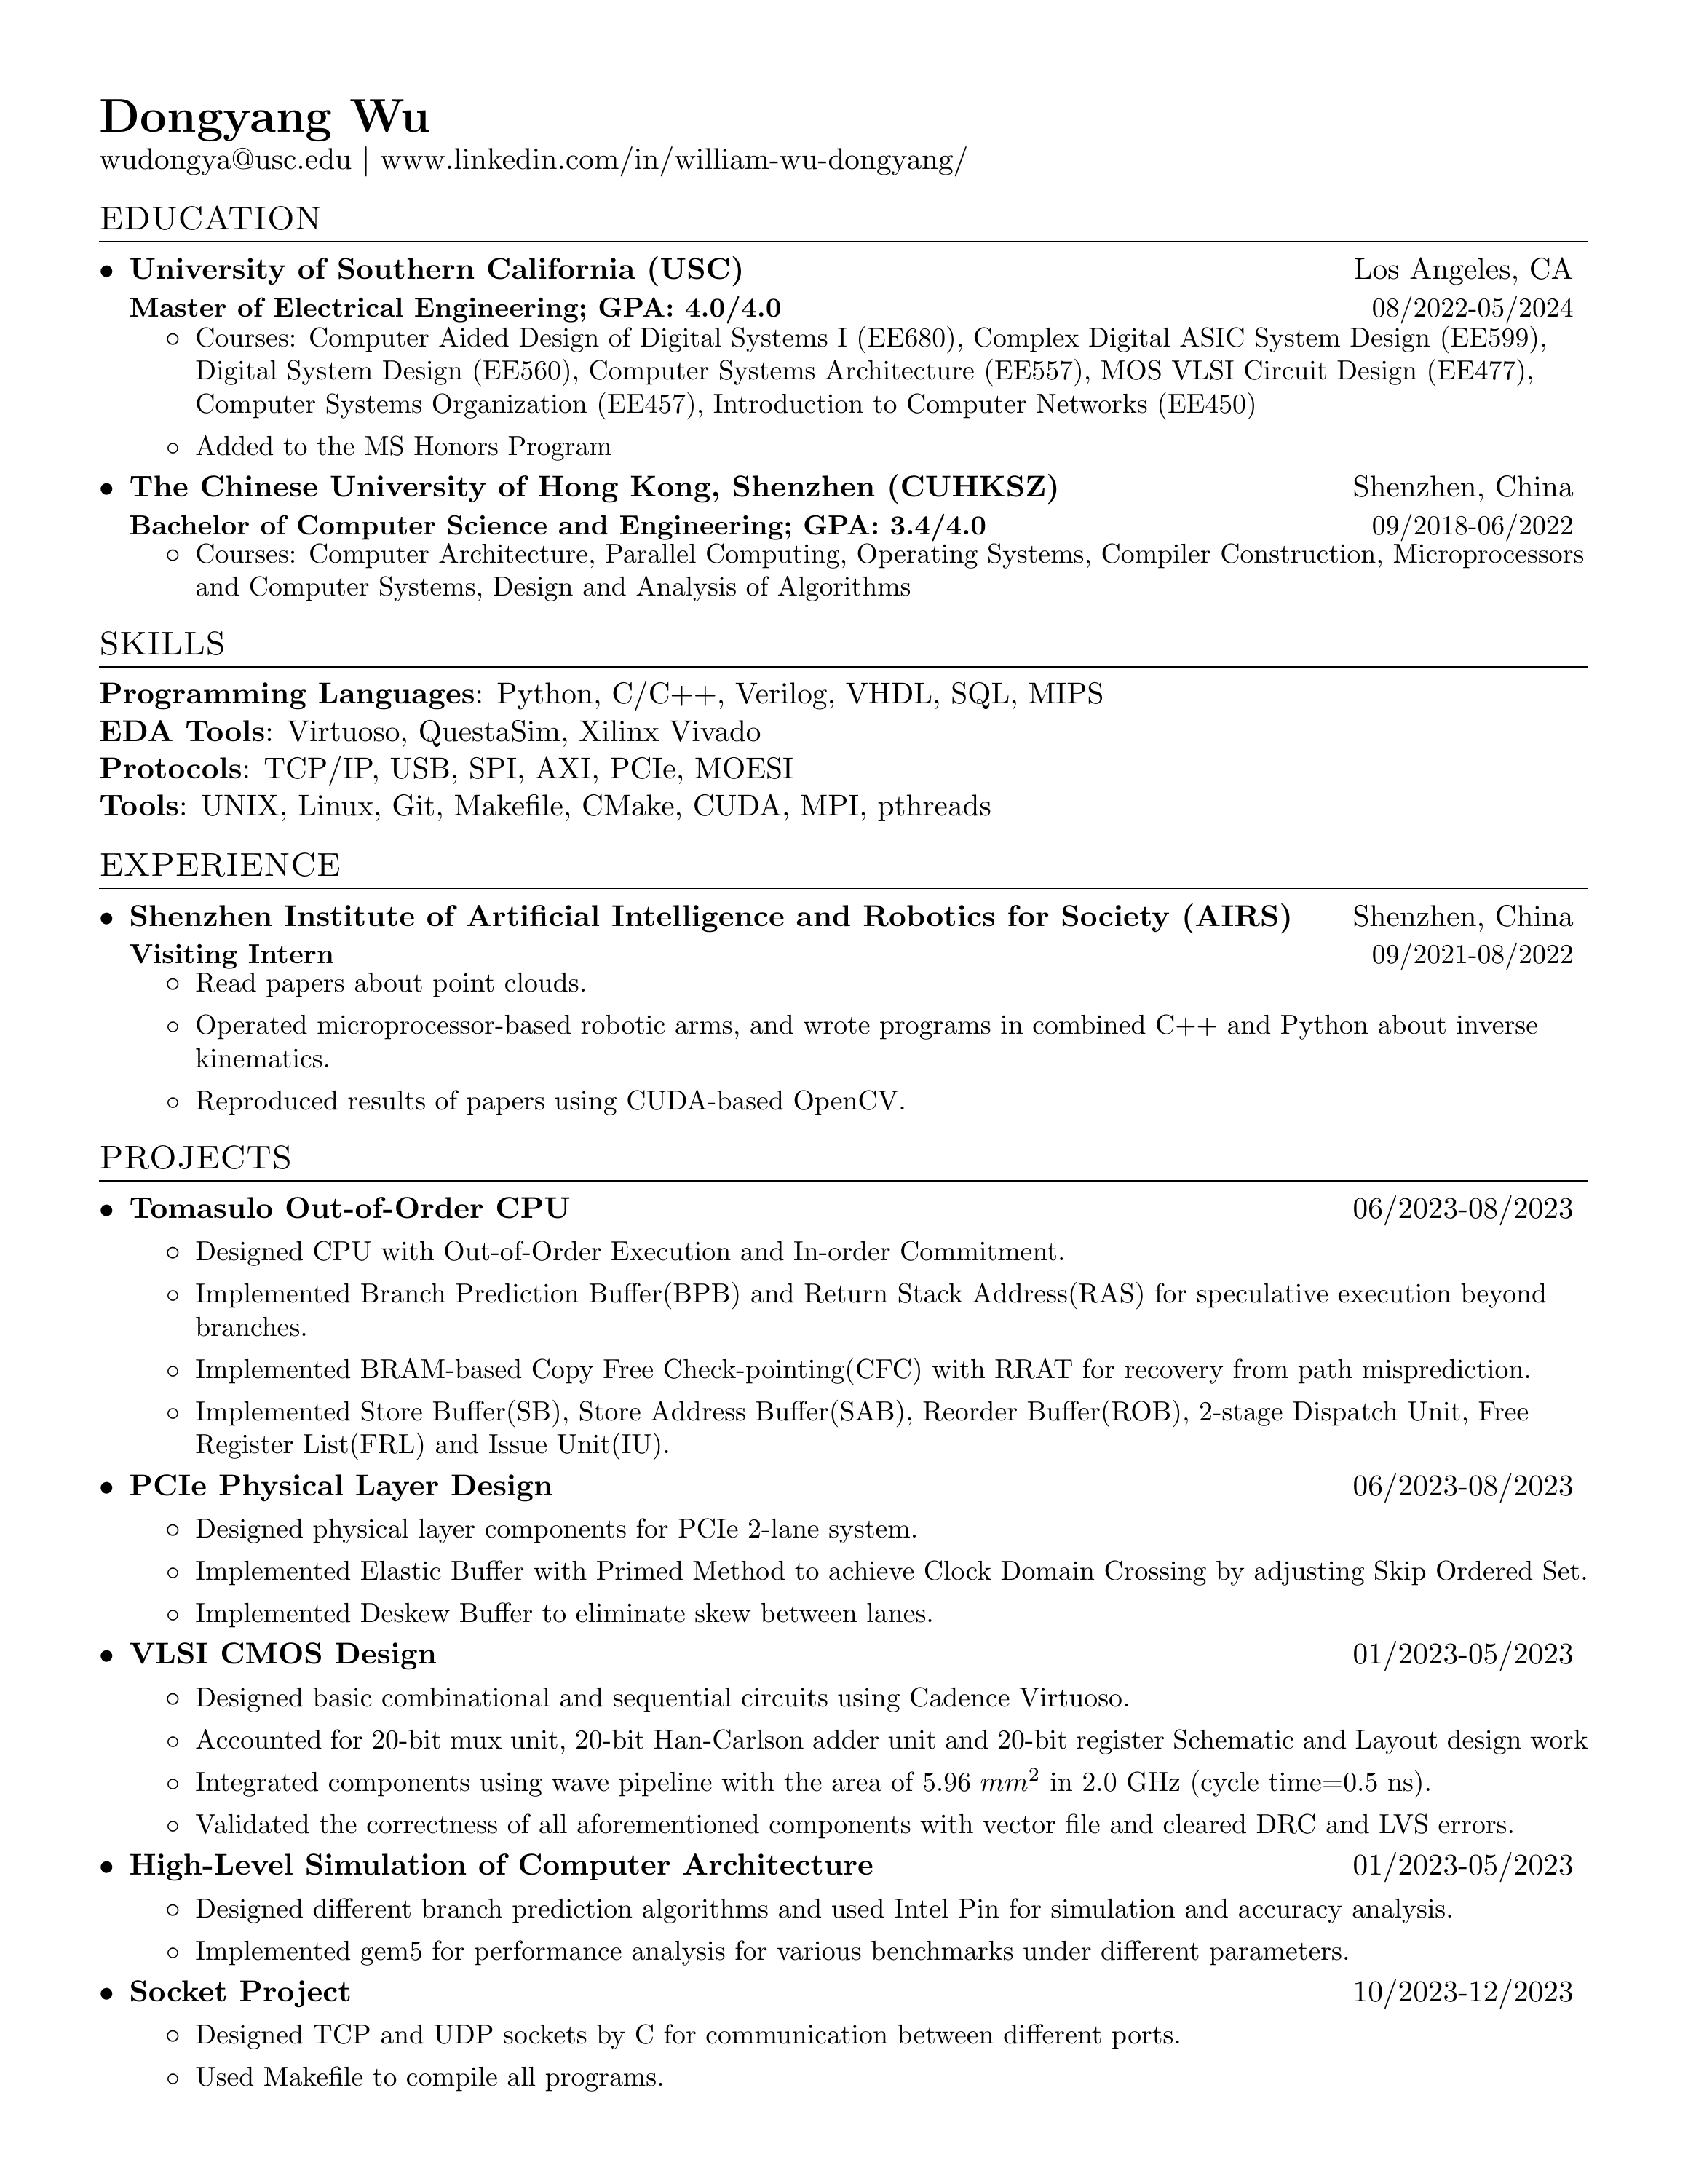 Dongyang Wu
wudongya@usc.edu | www.linkedin.com/in/william-wu-dongyang/
EDUCATION
• University of Southern California (USC) Los Angeles, CA
Master of Electrical Engineering; GPA: 4.0/4.0 08/2022-05/2024
◦ Courses: Computer Aided Design of Digital Systems I (EE680), Complex Digital ASIC System Design (EE599),
Digital System Design (EE560), Computer Systems Architecture (EE557), MOS VLSI Circuit Design (EE477),
Computer Systems Organization (EE457), Introduction to Computer Networks (EE450)
◦ Added to the MS Honors Program
• The Chinese University of Hong Kong, Shenzhen (CUHKSZ) Shenzhen, China
Bachelor of Computer Science and Engineering; GPA: 3.4/4.0 09/2018-06/2022
◦ Courses: Computer Architecture, Parallel Computing, Operating Systems, Compiler Construction, Microprocessors
and Computer Systems, Design and Analysis of Algorithms
SKILLS
Programming Languages: Python, C/C++, Verilog, VHDL, SQL, MIPS
EDA Tools: Virtuoso, QuestaSim, Xilinx Vivado
Protocols: TCP/IP, USB, SPI, AXI, PCIe, MOESI
Tools: UNIX, Linux, Git, Makefile, CMake, CUDA, MPI, pthreads
EXPERIENCE
• Shenzhen Institute of Artificial Intelligence and Robotics for Society (AIRS) Shenzhen, China
Visiting Intern 09/2021-08/2022
◦ Read papers about point clouds.
◦ Operated microprocessor-based robotic arms, and wrote programs in combined C++ and Python about inverse
kinematics.
◦ Reproduced results of papers using CUDA-based OpenCV.
PROJECTS
• Tomasulo Out-of-Order CPU 06/2023-08/2023
◦ Designed CPU with Out-of-Order Execution and In-order Commitment.
◦ Implemented Branch Prediction Buffer(BPB) and Return Stack Address(RAS) for speculative execution beyond
branches.
◦ Implemented BRAM-based Copy Free Check-pointing(CFC) with RRAT for recovery from path misprediction.
◦ Implemented Store Buffer(SB), Store Address Buffer(SAB), Reorder Buffer(ROB), 2-stage Dispatch Unit, Free
Register List(FRL) and Issue Unit(IU).
• PCIe Physical Layer Design 06/2023-08/2023
◦ Designed physical layer components for PCIe 2-lane system.
◦ Implemented Elastic Buffer with Primed Method to achieve Clock Domain Crossing by adjusting Skip Ordered Set.
◦ Implemented Deskew Buffer to eliminate skew between lanes.
• VLSI CMOS Design 01/2023-05/2023
◦ Designed basic combinational and sequential circuits using Cadence Virtuoso.
◦ Accounted for 20-bit mux unit, 20-bit Han-Carlson adder unit and 20-bit register Schematic and Layout design work
◦ Integrated components using wave pipeline with the area of 5.96 mm² in 2.0 GHz (cycle time=0.5 ns).
◦ Validated the correctness of all aforementioned components with vector file and cleared DRC and LVS errors.
• High-Level Simulation of Computer Architecture 01/2023-05/2023
◦ Designed different branch prediction algorithms and used Intel Pin for simulation and accuracy analysis.
◦ Implemented gem5 for performance analysis for various benchmarks under different parameters.
• Socket Project 10/2023-12/2023
◦ Designed TCP and UDP sockets by C for communication between different ports.
◦ Used Makefile to compile all programs.